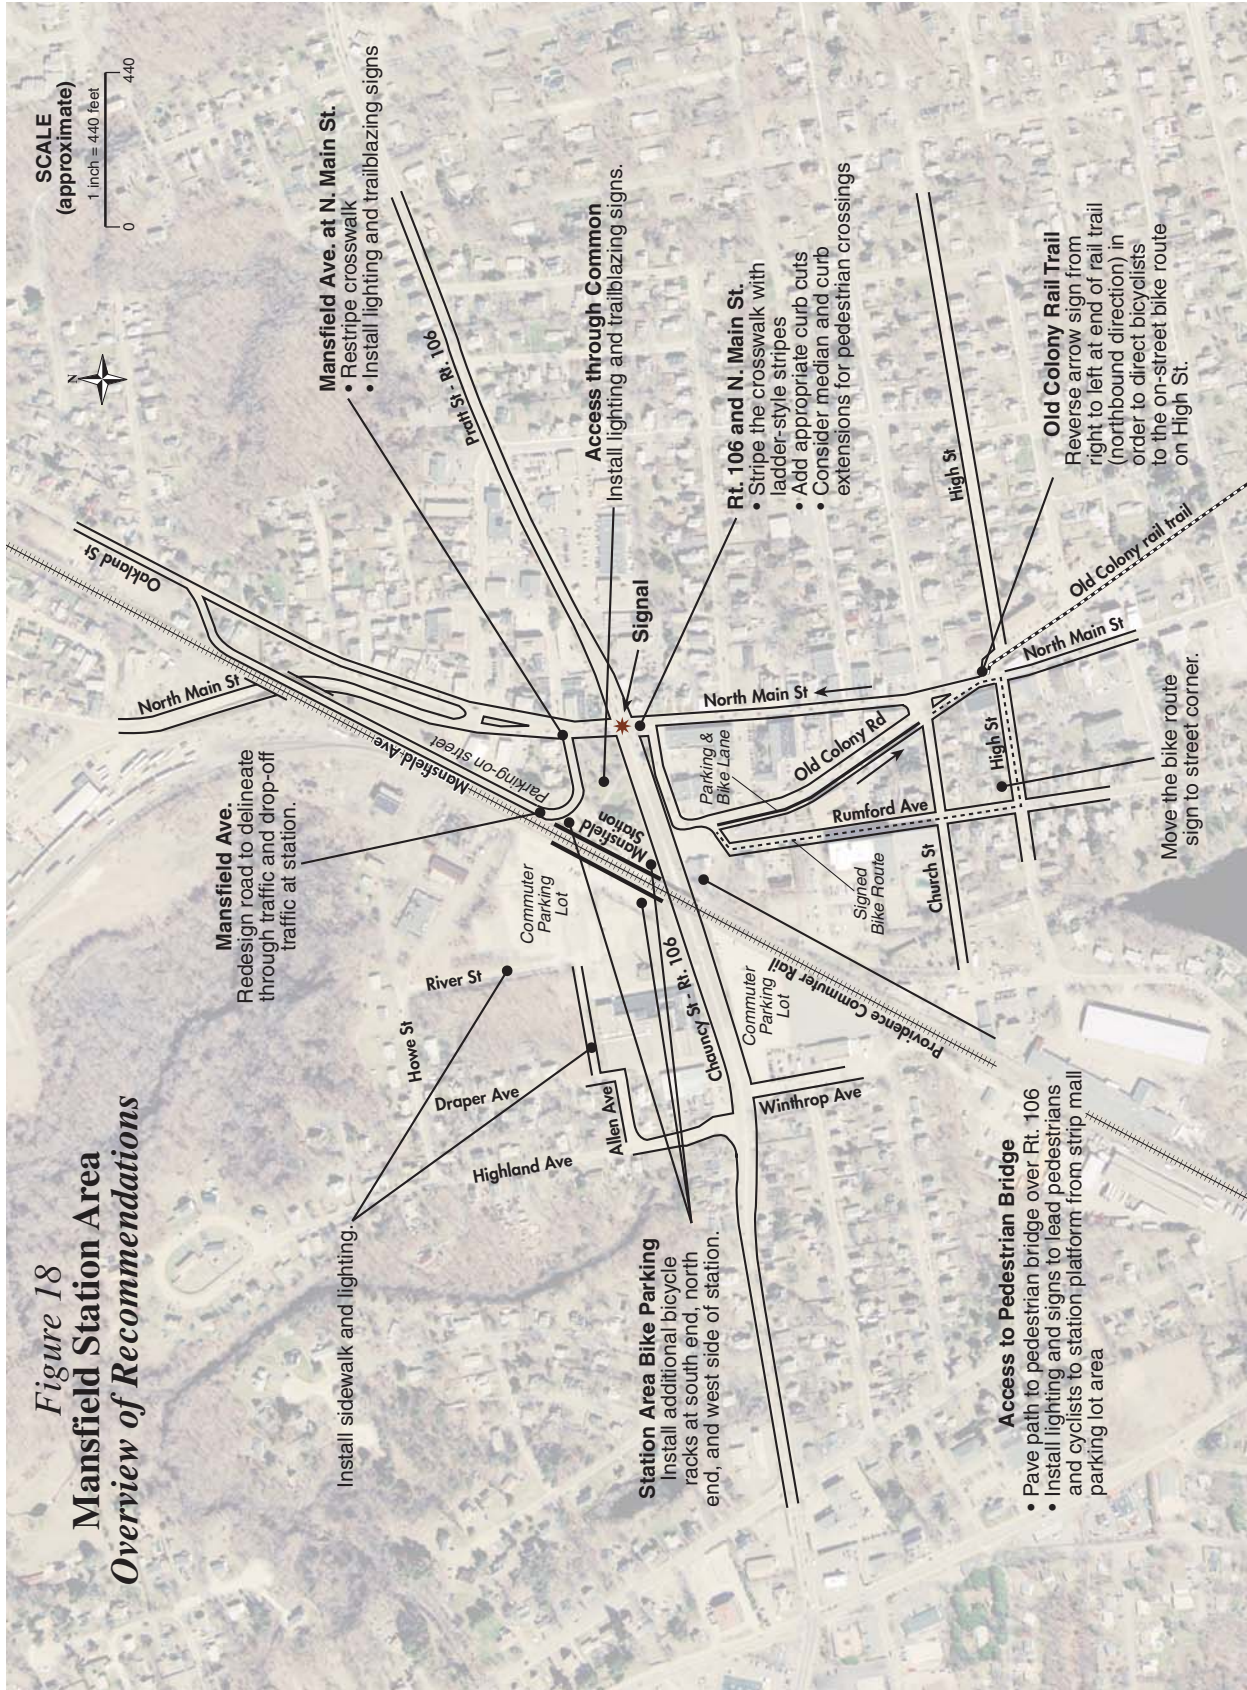 Figure 18
Mansfield Station Area
Overview of Recommendations
SCALE
(approximate)
1 inch = 440 feet
0
440
N
Install sidewalk and lighting.
Mansfield Ave.
Redesign road to delineate
through traffic and drop-off
traffic at station.
Mansfield Ave. at N. Main St.
• Restripe crosswalk
• Install lighting and trailblazing signs
Access through Common
Install lighting and trailblazing signs.
Rt. 106 and N. Main St.
• Stripe the crosswalk with
ladder-style stripes
• Add appropriate curb cuts
• Consider median and curb
extensions for pedestrian crossings
Old Colony Rail Trail
Reverse arrow sign from
right to left at end of rail trail
(northbound direction) in
order to direct bicyclists
to the on-street bike route
on High St.
Move the bike route
sign to street corner.
Station Area Bike Parking
Install additional bicycle
racks at south end, north
end, and west side of station.
Access to Pedestrian Bridge
• Pave path to pedestrian bridge over Rt. 106
• Install lighting and signs to lead pedestrians
and cyclists to station platform from strip mall
parking lot area
Signal
Oakland St
North Main St
Mansfield Ave
Parking-on street
Pratt St - Rt. 106
Mansfield
Station
Commuter
Parking
Lot
River St
Howe St
Draper Ave
Highland Ave
Allen Ave
Chauncy St - Rt. 106
Winthrop Ave
Commuter
Parking
Lot
Providence Commuter Rail
North Main St
Parking &
Bike Lane
Old Colony Rd
Rumford Ave
Signed
Bike Route
Church St
High St
High St
Old Colony rail trail
North Main St